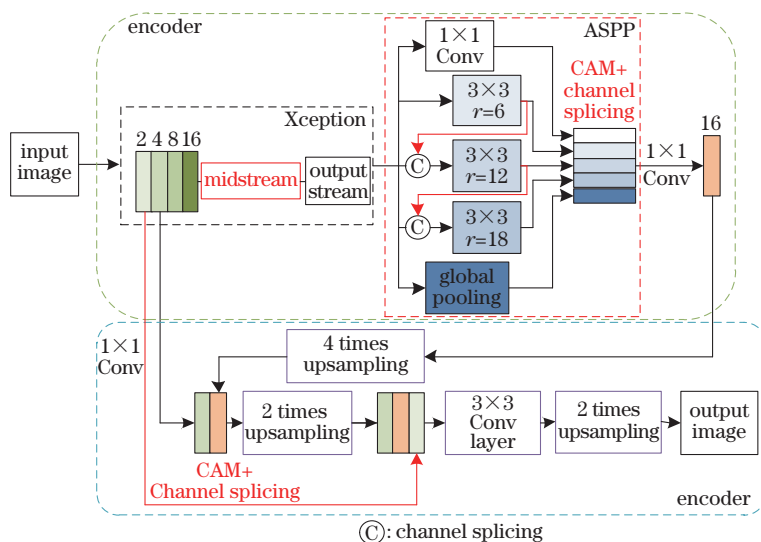 encoder
ASPP
1×1
Conv
CAM+
channel
splicing
3×3
r=6
Xception
2 4 8 16
16
input
image
midstream
output
stream
C
3×3
r=12
1×1
Conv
C
3×3
r=18
global
pooling
1×1
Conv
4 times
upsampling
2 times
upsampling
3×3
Conv
layer
2 times
upsampling
output
image
CAM+
Channel splicing
encoder
C: channel splicing